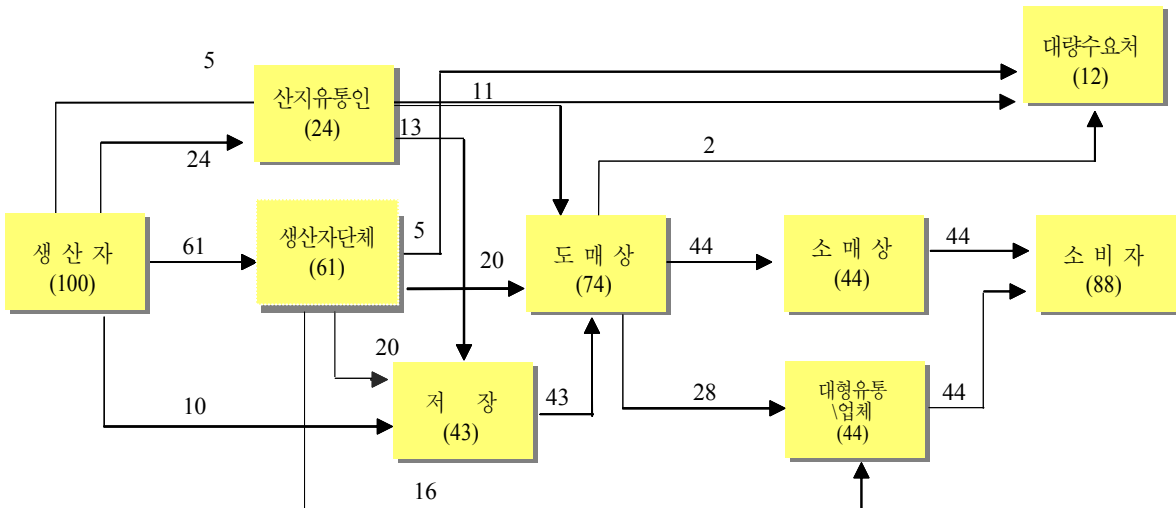 5
대량수요처
(12)
산지유통인
(24)
11
13
2
24
생 산 자
(100)
61
생산자단체
(61)
5
20
도 매 상
(74)
44
소 매 상
(44)
44
소 비 자
(88)
20
저 장
(43)
43
28
대형유통
\업체
(44)
44
10
16